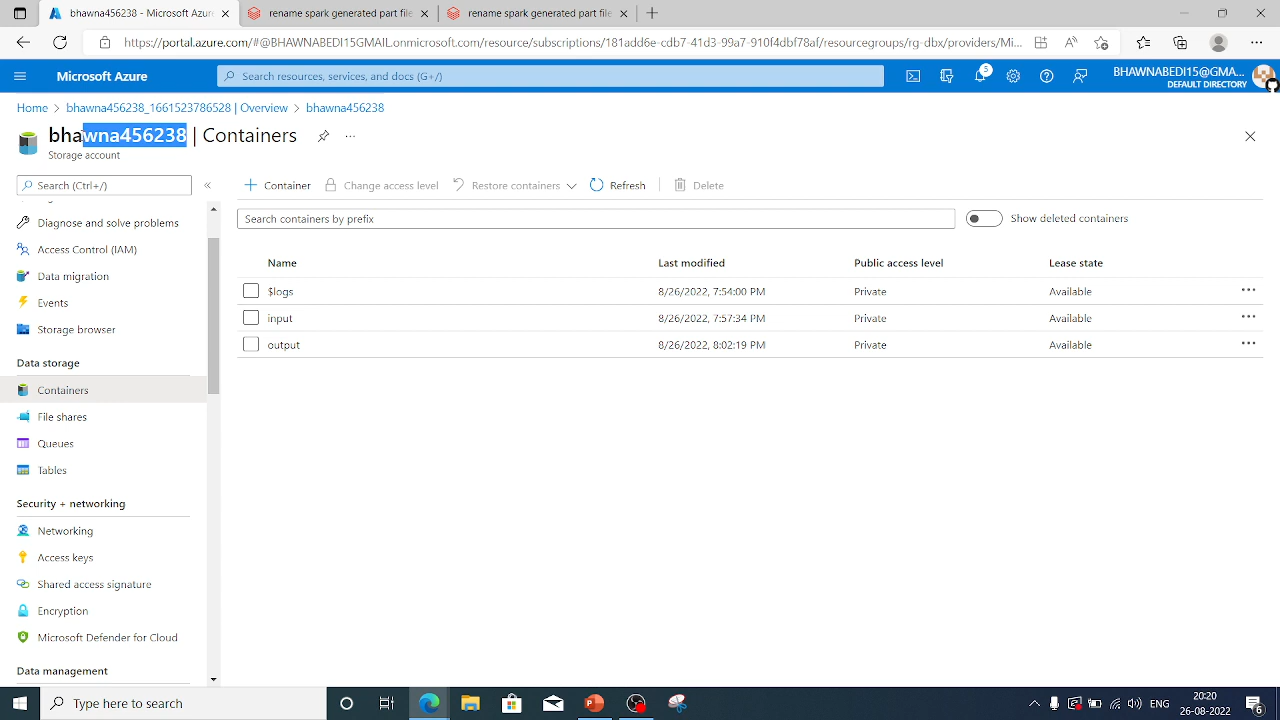 bhawna456238 - Microsoft Azure
rename spark generated part file
rename spark generated part file
https://portal.azure.com/#@BHAWNABEDI15GMAIL.onmicrosoft.com/resource/subscriptions/181add6e-cdb7-41d3-99a7-910f4dbf78af/resourcegroups/rg-dbx/providers/Mi...
Microsoft Azure
Search resources, services, and docs (G+/)
5
BHAWNABEDI15@GMA...
DEFAULT DIRECTORY
Home > bhawna456238_1661523786528 | Overview > bhawna456238
bhawna456238 | Containers
Storage account
Search (Ctrl+/)
Container
Change access level
Restore containers
Refresh
Delete
Search containers by prefix
Show deleted containers
Name Last modified Public access level Lease state
$logs 8/26/2022, 7:54:00 PM Private Available
input 8/26/2022, 7:57:34 PM Private Available
output 8/26/2022, 8:02:19 PM Private Available
Diagnose and solve problems
Access Control (IAM)
Data migration
Events
Storage browser
Data storage
Containers
File shares
Queues
Tables
Security + networking
Networking
Access keys
Shared access signature
Encryption
Microsoft Defender for Cloud
Data management
Type here to search
ENG
20:20
26-08-2022
6